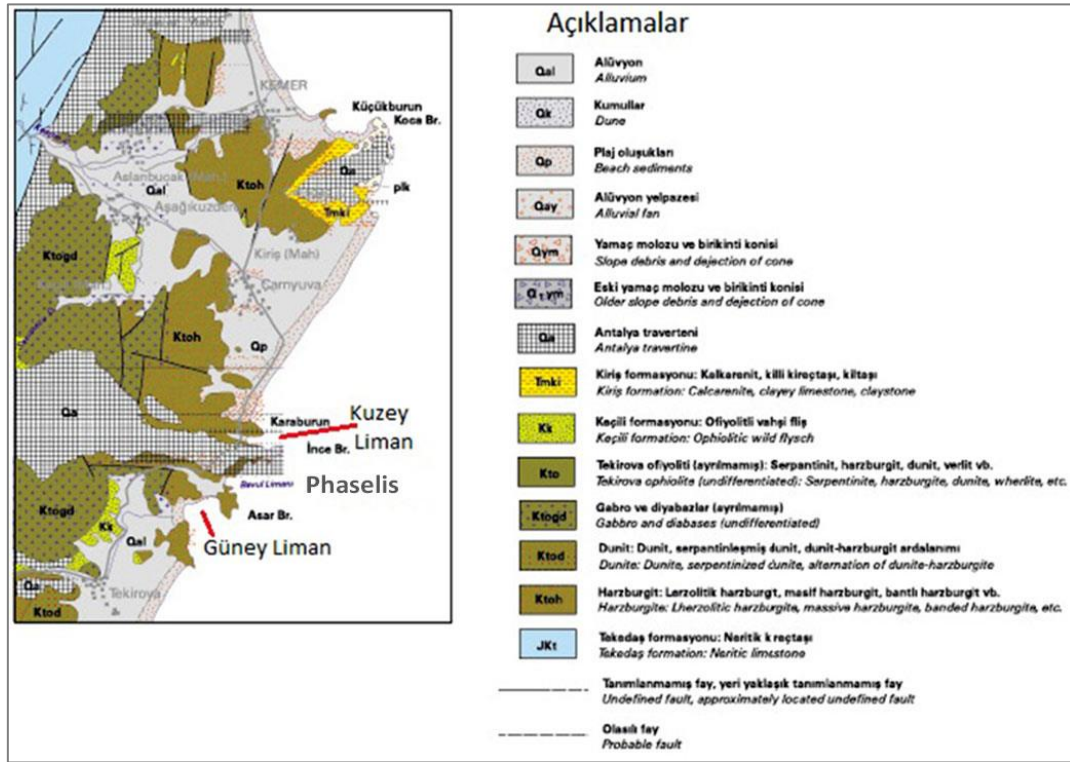 KEMER
Küçükburun
Koca Br.
Aslanbucak (Mah.)
Qal
Ktoh
Qa
plk
Tmki
Ktogd
Kiriş (Mah)
Çamyuva
Ktoh
Qp
Qa
Karaburun
Kuzey
Liman
İnce Br.
Phaselis
Asar Br.
Ktogd
Kk
Qal
Güney Liman
Tekirova
Qa
Ktod
Açıklamalar
Qal
Alüvyon
Alluvium
Qk
Kumullar
Dune
Qp
Plaj oluşukları
Beach sediments
Qay
Alüvyon yelpazesi
Alluvial fan
Qym
Yamaç molozu ve birikinti konisi
Slope debris and dejection of cone
Q₁ym
Eski yamaç molozu ve birikinti konisi
Older slope debris and dejection of cone
Qa
Antalya traverteni
Antalya travertine
Tmki
Kiriş formasyonu: Kalkarenit, killi kireçtaşı, kiltaşı
Kiriş formation: Calcarenite, clayey limestone, claystone
Kk
Keçili formasyonu: Ofiyolitli vahşi fliş
Keçili formation: Ophiolitic wild flysch
Kto
Tekirova ofiyoliti (ayrılmamış): Serpantinit, harzburgit, dunit, verlit vb.
Tekirova ophiolite (undifferentiated): Serpentinite, harzburgite, dunite, wherlite, etc.
Ktogd
Gabro ve diyabazlar (ayrılmamış)
Gabbro and diabases (undifferentiated)
Ktod
Dunit: Dunit, serpantinleşmiş dunit, dunit-harzburgit ardalanımı
Dunite: Dunite, serpentinized dunite, alternation of dunite-harzburgite
Ktoh
Harzburgit: Lerzolitik harzburgt, masif harzburgit, bantlı harzburgit vb.
Harzburgite: Lherzolitic harzburgite, massive harzburgite, banded harzburgite, etc.
JKt
Tekedaş formasyonu: Neritik kreçtaşı
Tekedaş formation: Neritic limestone
Tanımlanmamış fay, yeri yaklaşık tanımlanmamış fay
Undefined fault, approximately located undefined fault
Olasılı fay
Probable fault